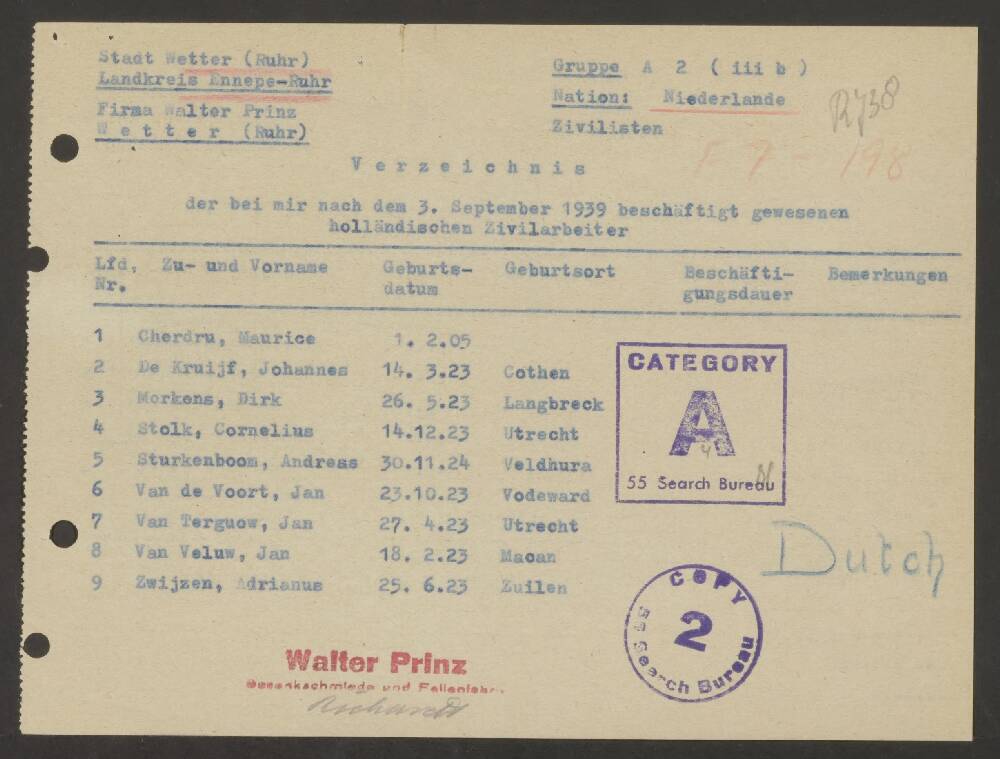 Stadt Wetter (Ruhr)
Landkreis Ennepe-Ruhr
Firma Walter Prinz
W e t t e r (Ruhr)
Gruppe A 2 ( iii b )
Nation: Niederlande
Zivilisten
R738
F 7 - 198
V e r z e i c h n i s
der bei mir nach dem 3. September 1939 beschäftigt gewesenen
holländischen Zivilarbeiter
Lfd. Zu- und Vorname Geburts- Geburtsort Beschäfti- Bemerkungen
Nr. datum gungsdauer
1 Cherdru, Maurice 1. 2.05
2 De Kruijf, Johannes 14. 3.23 Cothen
3 Morkens, Dirk 26. 5.23 Langbreck
4 Stolk, Cornelius 14.12.23 Utrecht
5 Sturkenboom, Andreas 30.11.24 Veldhura
6 Van de Voort, Jan 23.10.23 Vodeward
7 Van Terguow, Jan 27. 4.23 Utrecht
8 Van Veluw, Jan 18. 2.23 Macan
9 Zwijzen, Adrianus 25. 6.23 Zuilen
CATEGORY
A
55 Search Bureau
Dutch
COPY
2
55 Search Bureau
Walter Prinz
Gesenkschmiede und Feilenfabr.